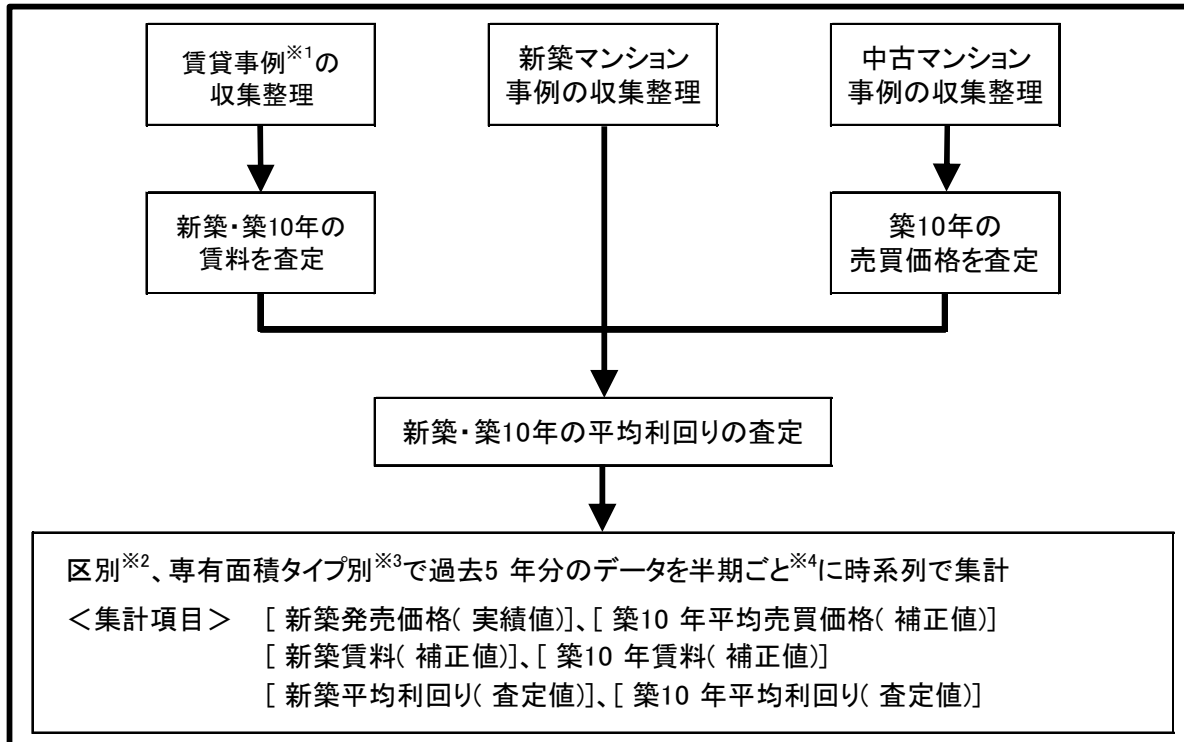 賃貸事例※1の
収集整理
新築マンション
事例の収集整理
中古マンション
事例の収集整理
新築・築10年の
賃料を査定
築10年の
売買価格を査定
新築・築10年の平均利回りの査定
区別※2、専有面積タイプ別※3で過去5 年分のデータを半期ごと※4に時系列で集計
＜集計項目＞ [ 新築発売価格( 実績値)]、[ 築10 年平均売買価格( 補正値)]
[ 新築賃料( 補正値)]、[ 築10 年賃料( 補正値)]
[ 新築平均利回り( 査定値)]、[ 築10 年平均利回り( 査定値)]